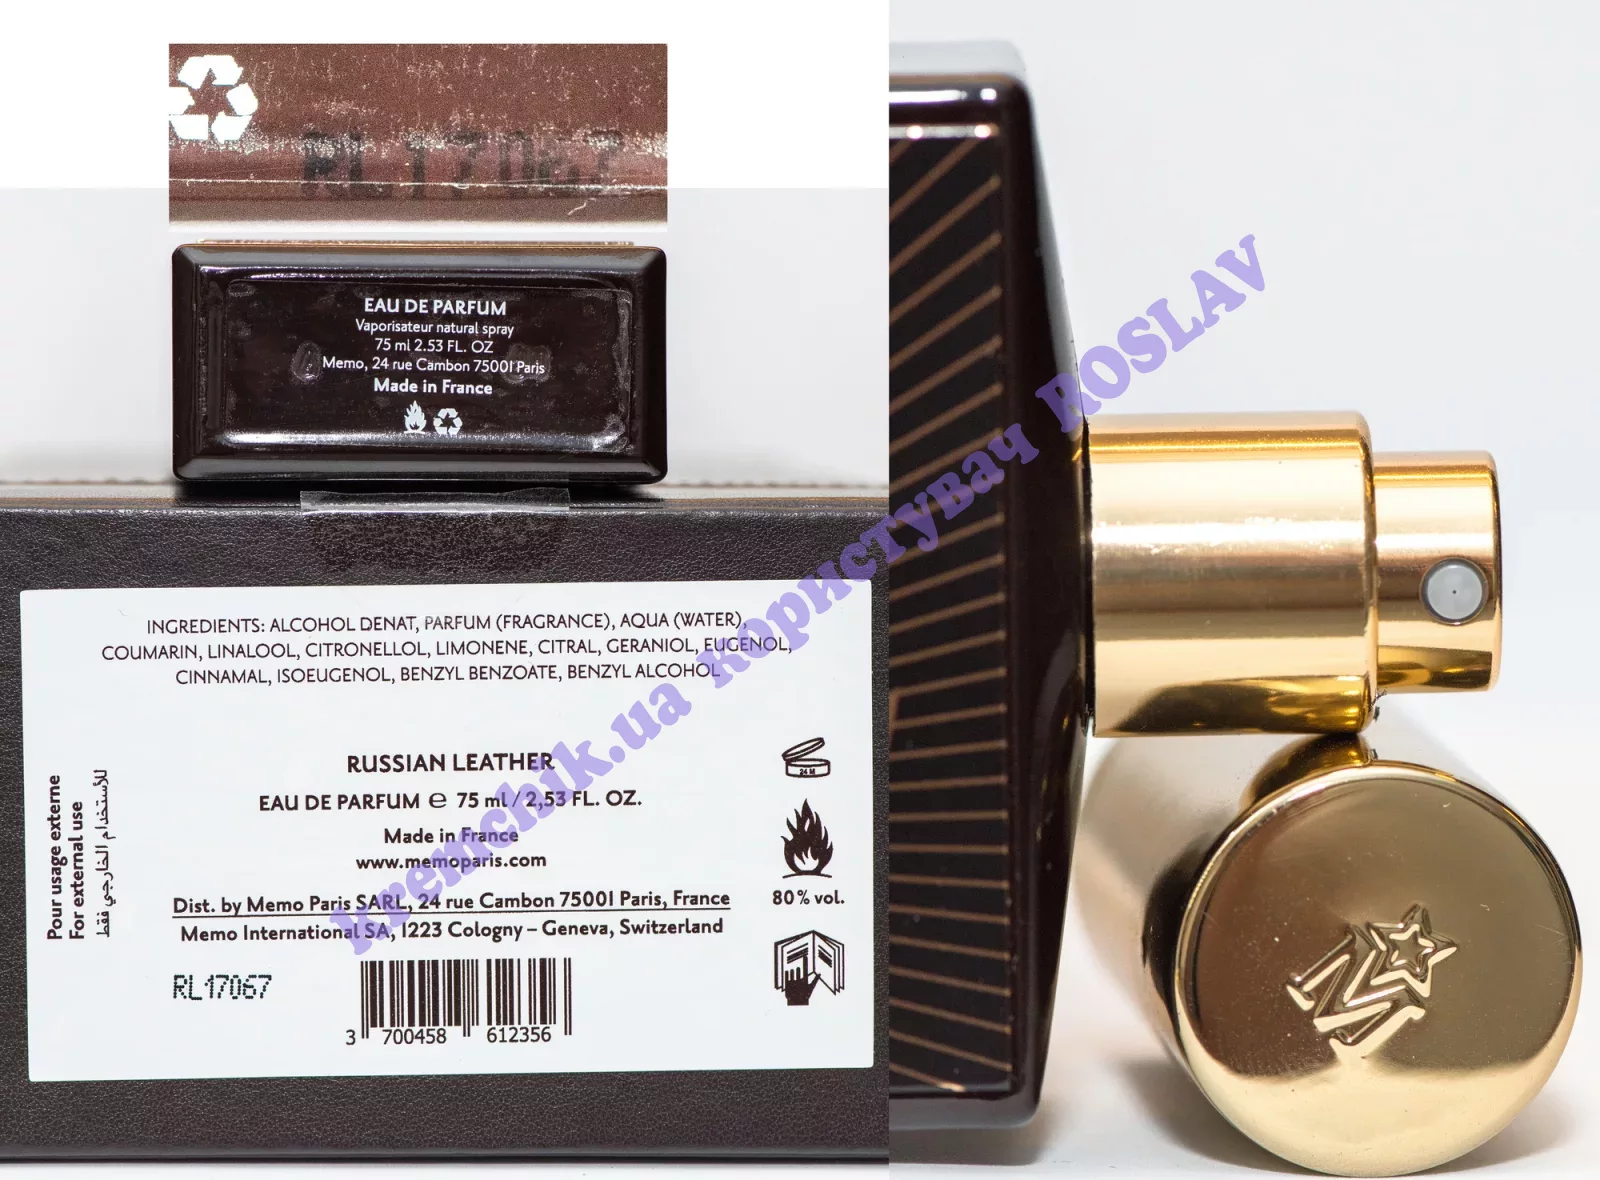 RL17067
EAU DE PARFUM
Vaporisateur natural spray
75 ml 2.53 FL. OZ
Memo, 24 rue Cambon 75001 Paris
Made in France
INGREDIENTS: ALCOHOL DENAT, PARFUM (FRAGRANCE), AQUA (WATER),
COUMARIN, LINALOOL, CITRONELLOL, LIMONENE, CITRAL, GERANIOL, EUGENOL,
CINNAMAL, ISOEUGENOL, BENZYL BENZOATE, BENZYL ALCOHOL
RUSSIAN LEATHER
EAU DE PARFUM e 75 ml / 2,53 FL. OZ.
Made in France
www.memoparis.com
Dist. by Memo Paris SARL, 24 rue Cambon 75001 Paris, France
Memo International SA, 1223 Cologny – Geneva, Switzerland
RL17067
3 700458 612356
Pour usage externe
For external use
للأستخدام الخارجي فقط
24 M
80% vol.
M
kremchik.ua користувач ROSLAV